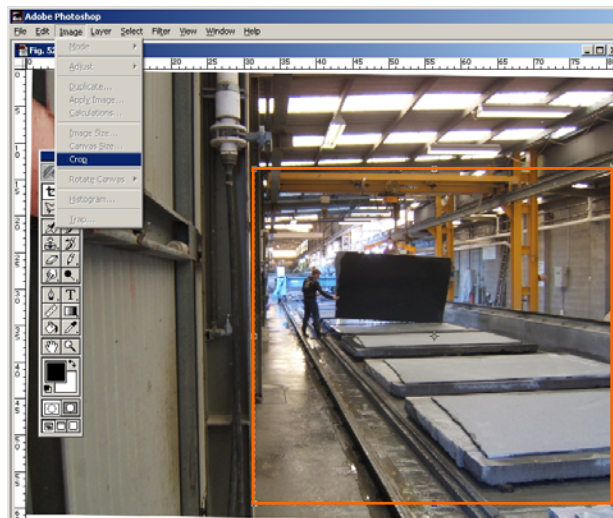 Adobe Photoshop
File Edit Image Layer Select Filter View Window Help
Fig. 52
Mode
Adjust
Duplicate...
Apply Image...
Calculations...
Image Size...
Canvas Size...
Crop
Rotate Canvas
Histogram...
Trap...
0 20 25 30 35 40 45 50 55 60 65 70 75 80
T